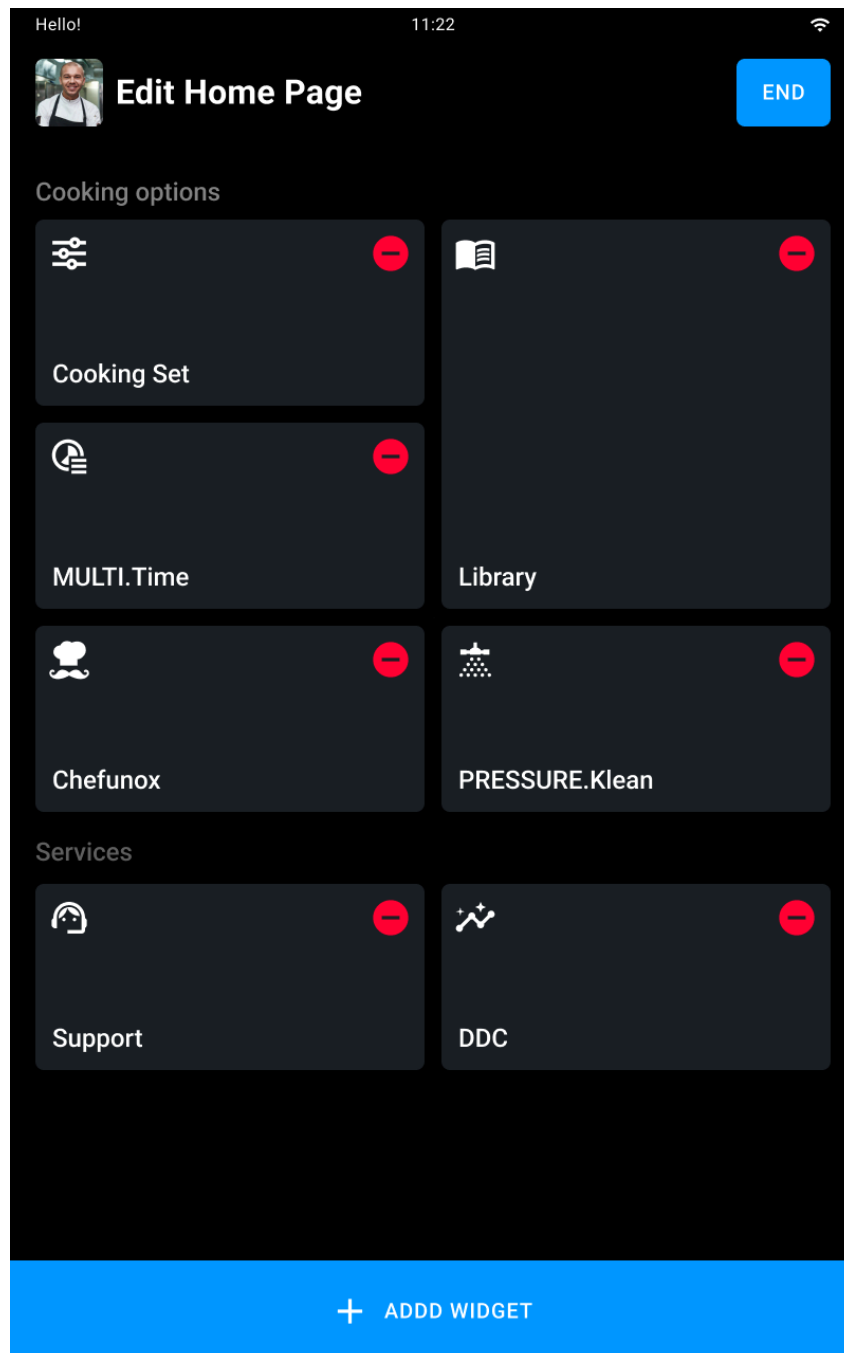 Hello! 11:22
Edit Home Page
END
Cooking options
Cooking Set
MULTI.Time
Library
Chefunox
PRESSURE.Klean
Services
Support
DDC
ADDD WIDGET